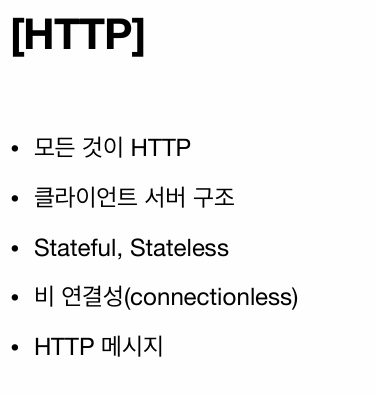 [HTTP]
• 모든 것이 HTTP
• 클라이언트 서버 구조
• Stateful, Stateless
• 비 연결성(connectionless)
• HTTP 메시지